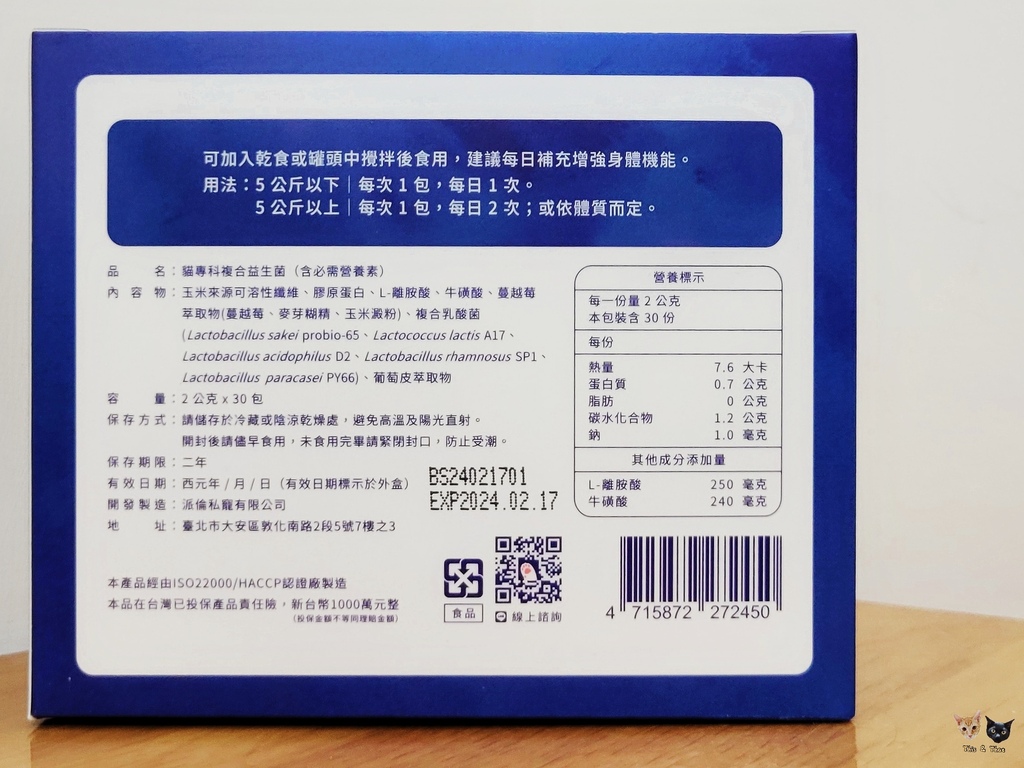 可加入乾食或罐頭中攪拌後食用，建議每日補充增強身體機能。
用法：5 公斤以下｜每次 1 包，每日 1 次。
5 公斤以上｜每次 1 包，每日 2 次；或依體質而定。
品名：貓專科複合益生菌（含必需營養素）
內容物：玉米來源可溶性纖維、膠原蛋白、L-離胺酸、牛磺酸、蔓越莓
萃取物(蔓越莓、麥芽糊精、玉米澱粉)、複合乳酸菌
(Lactobacillus sakei probio-65、Lactococcus lactis A17、
Lactobacillus acidophilus D2、Lactobacillus rhamnosus SP1、
Lactobacillus paracasei PY66)、葡萄皮萃取物
容量：2 公克 x 30 包
保存方式：請儲存於冷藏或陰涼乾燥處，避免高溫及陽光直射。
開封後請儘早食用，未食用完畢請緊閉封口，防止受潮。
保存期限：二年
有效日期：西元年 / 月 / 日（有效日期標示於外盒）
開發製造：派倫私寵有限公司
地址：臺北市大安區敦化南路2段5號7樓之3
BS24021701
EXP2024.02.17
本產品經由ISO22000/HACCP認證廠製造
本品在台灣已投保產品責任險，新台幣1000萬元整
(投保金額不等同理賠金額)
營養標示
每一份量 2 公克
本包裝含 30 份
每份
熱量 7.6 大卡
蛋白質 0.7 公克
脂肪 0 公克
碳水化合物 1.2 公克
鈉 1.0 毫克
其他成分添加量
L-離胺酸 250 毫克
牛磺酸 240 毫克
食品
線上諮詢
4 715872 272450
This & That